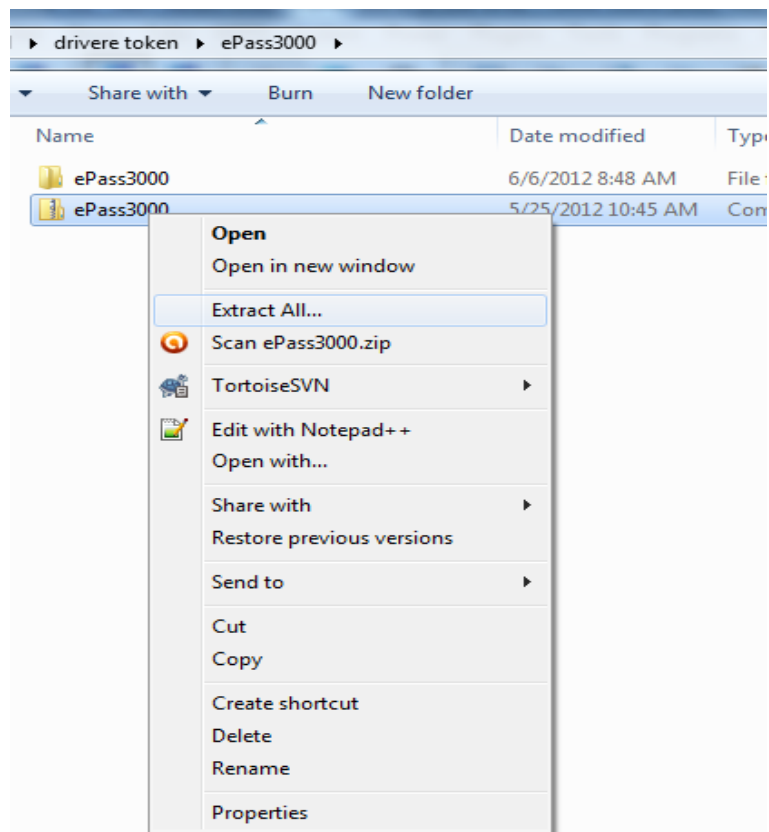 drivere token ePass3000
Share with Burn New folder
Name Date modified
ePass3000 6/6/2012 8:48 AM File
ePass3000 5/25/2012 10:45 AM
Open
Open in new window
Extract All...
Scan ePass3000.zip
TortoiseSVN
Edit with Notepad++
Open with...
Share with
Restore previous versions
Send to
Cut
Copy
Create shortcut
Delete
Rename
Properties